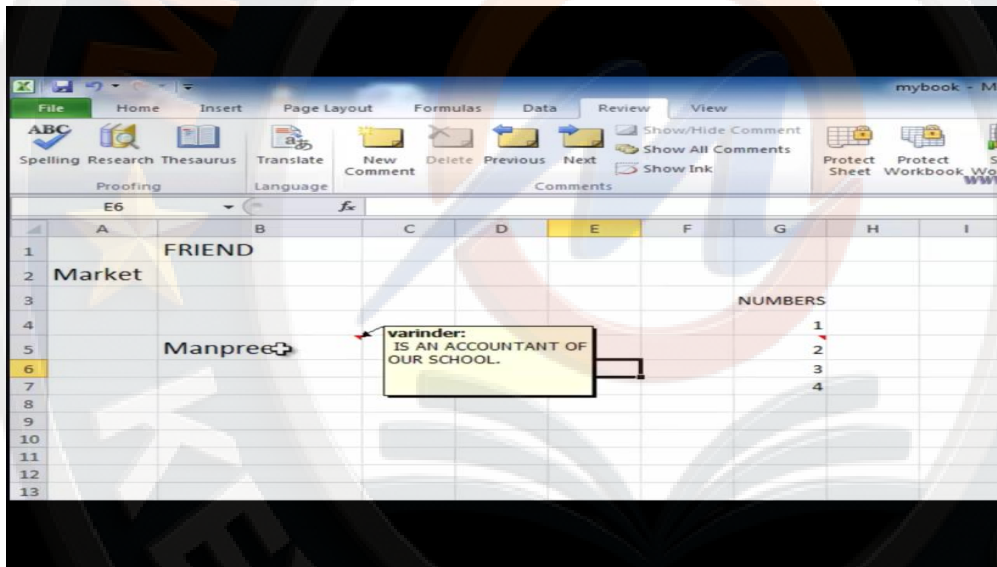 mybook - M
File Home Insert Page Layout Formulas Data Review View
ABC
Spelling Research Thesaurus Translate New Comment Delete Previous Next Show/Hide Comment
Show All Comments
Show Ink
Protect Sheet Protect Workbook
Proofing Language Comments
E6 fx
A B C D E F G H I
1 FRIEND
2 Market
3 NUMBERS
4 1
varinder:
IS AN ACCOUNTANT OF
OUR SCHOOL.
5 Manpreet 2
6 3
7 4
8
9
10
11
12
13